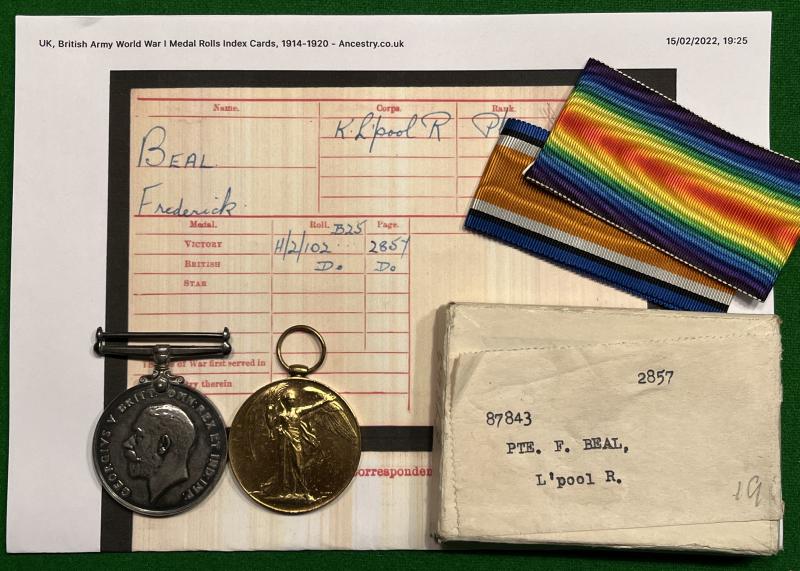 UK, British Army World War I Medal Rolls Index Cards, 1914-1920 - Ancestry.co.uk 15/02/2022, 19:25
Name. Corps. Rank.
K. L'pool R
BEAL
Frederick.
Medal. Roll. Page.
B25
VICTORY H/2/102 2857
BRITISH Do. Do
STAR
of War first served in
therein
GEORGIVS V BRITT: OMN: REX ET IND: IMP:
2857
87843
PTE. F. BEAL,
L'pool R.
19